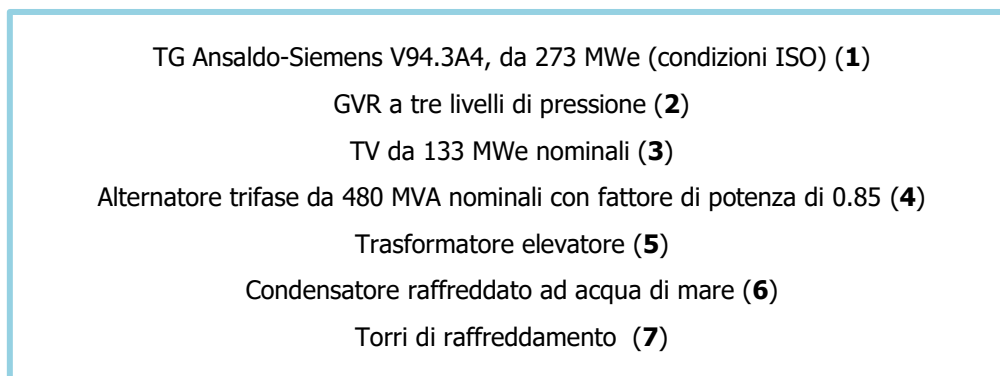 TG Ansaldo-Siemens V94.3A4, da 273 MWe (condizioni ISO) (1)
GVR a tre livelli di pressione (2)
TV da 133 MWe nominali (3)
Alternatore trifase da 480 MVA nominali con fattore di potenza di 0.85 (4)
Trasformatore elevatore (5)
Condensatore raffreddato ad acqua di mare (6)
Torri di raffreddamento (7)